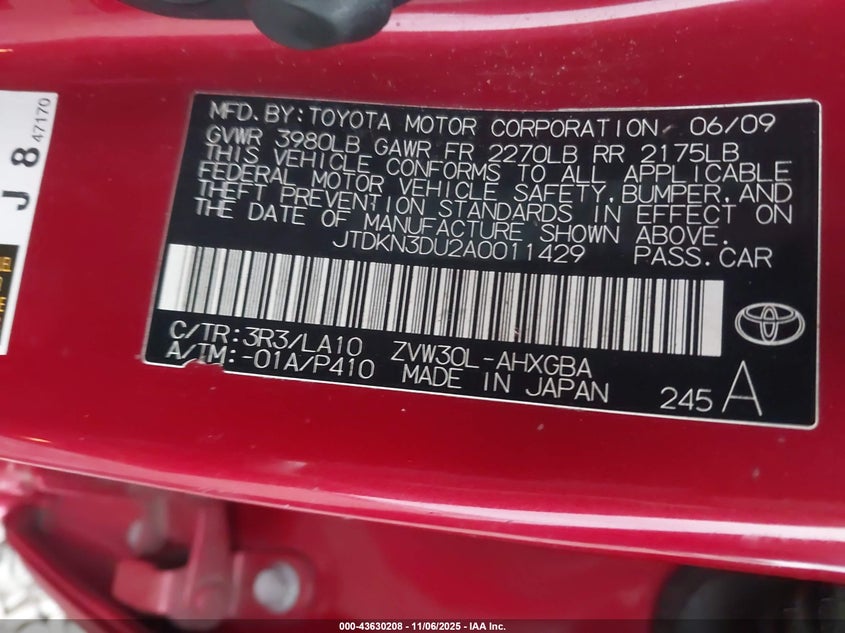 J 8 47170
MFD. BY: TOYOTA MOTOR CORPORATION 06/09
GVWR 3980LB GAWR FR 2270LB RR 2175LB
THIS VEHICLE CONFORMS TO ALL APPLICABLE
FEDERAL MOTOR VEHICLE SAFETY, BUMPER, AND
THEFT PREVENTION STANDARDS IN EFFECT ON
THE DATE OF MANUFACTURE SHOWN ABOVE.
JTDKN3DU2A0011429 PASS. CAR
C/TR: 3R3/LA10 ZVW30L-AHXGBA
A/TM: -01A/P410 MADE IN JAPAN
245 A
000-43630208 - 11/06/2025 - IAA Inc.